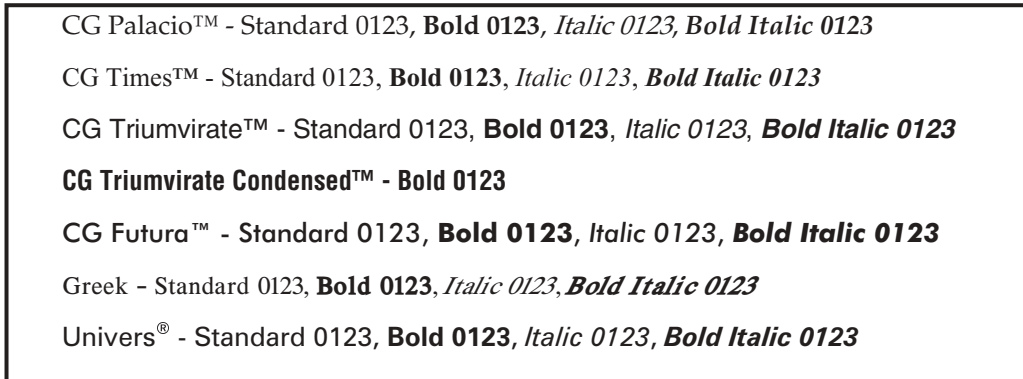 CG Palacio™ - Standard 0123, Bold 0123, Italic 0123, Bold Italic 0123
CG Times™ - Standard 0123, Bold 0123, Italic 0123, Bold Italic 0123
CG Triumvirate™ - Standard 0123, Bold 0123, Italic 0123, Bold Italic 0123
CG Triumvirate Condensed™ - Bold 0123
CG Futura™ - Standard 0123, Bold 0123, Italic 0123, Bold Italic 0123
Greek – Standard 0123, Bold 0123, Italic 0123, Bold Italic 0123
Univers® - Standard 0123, Bold 0123, Italic 0123, Bold Italic 0123